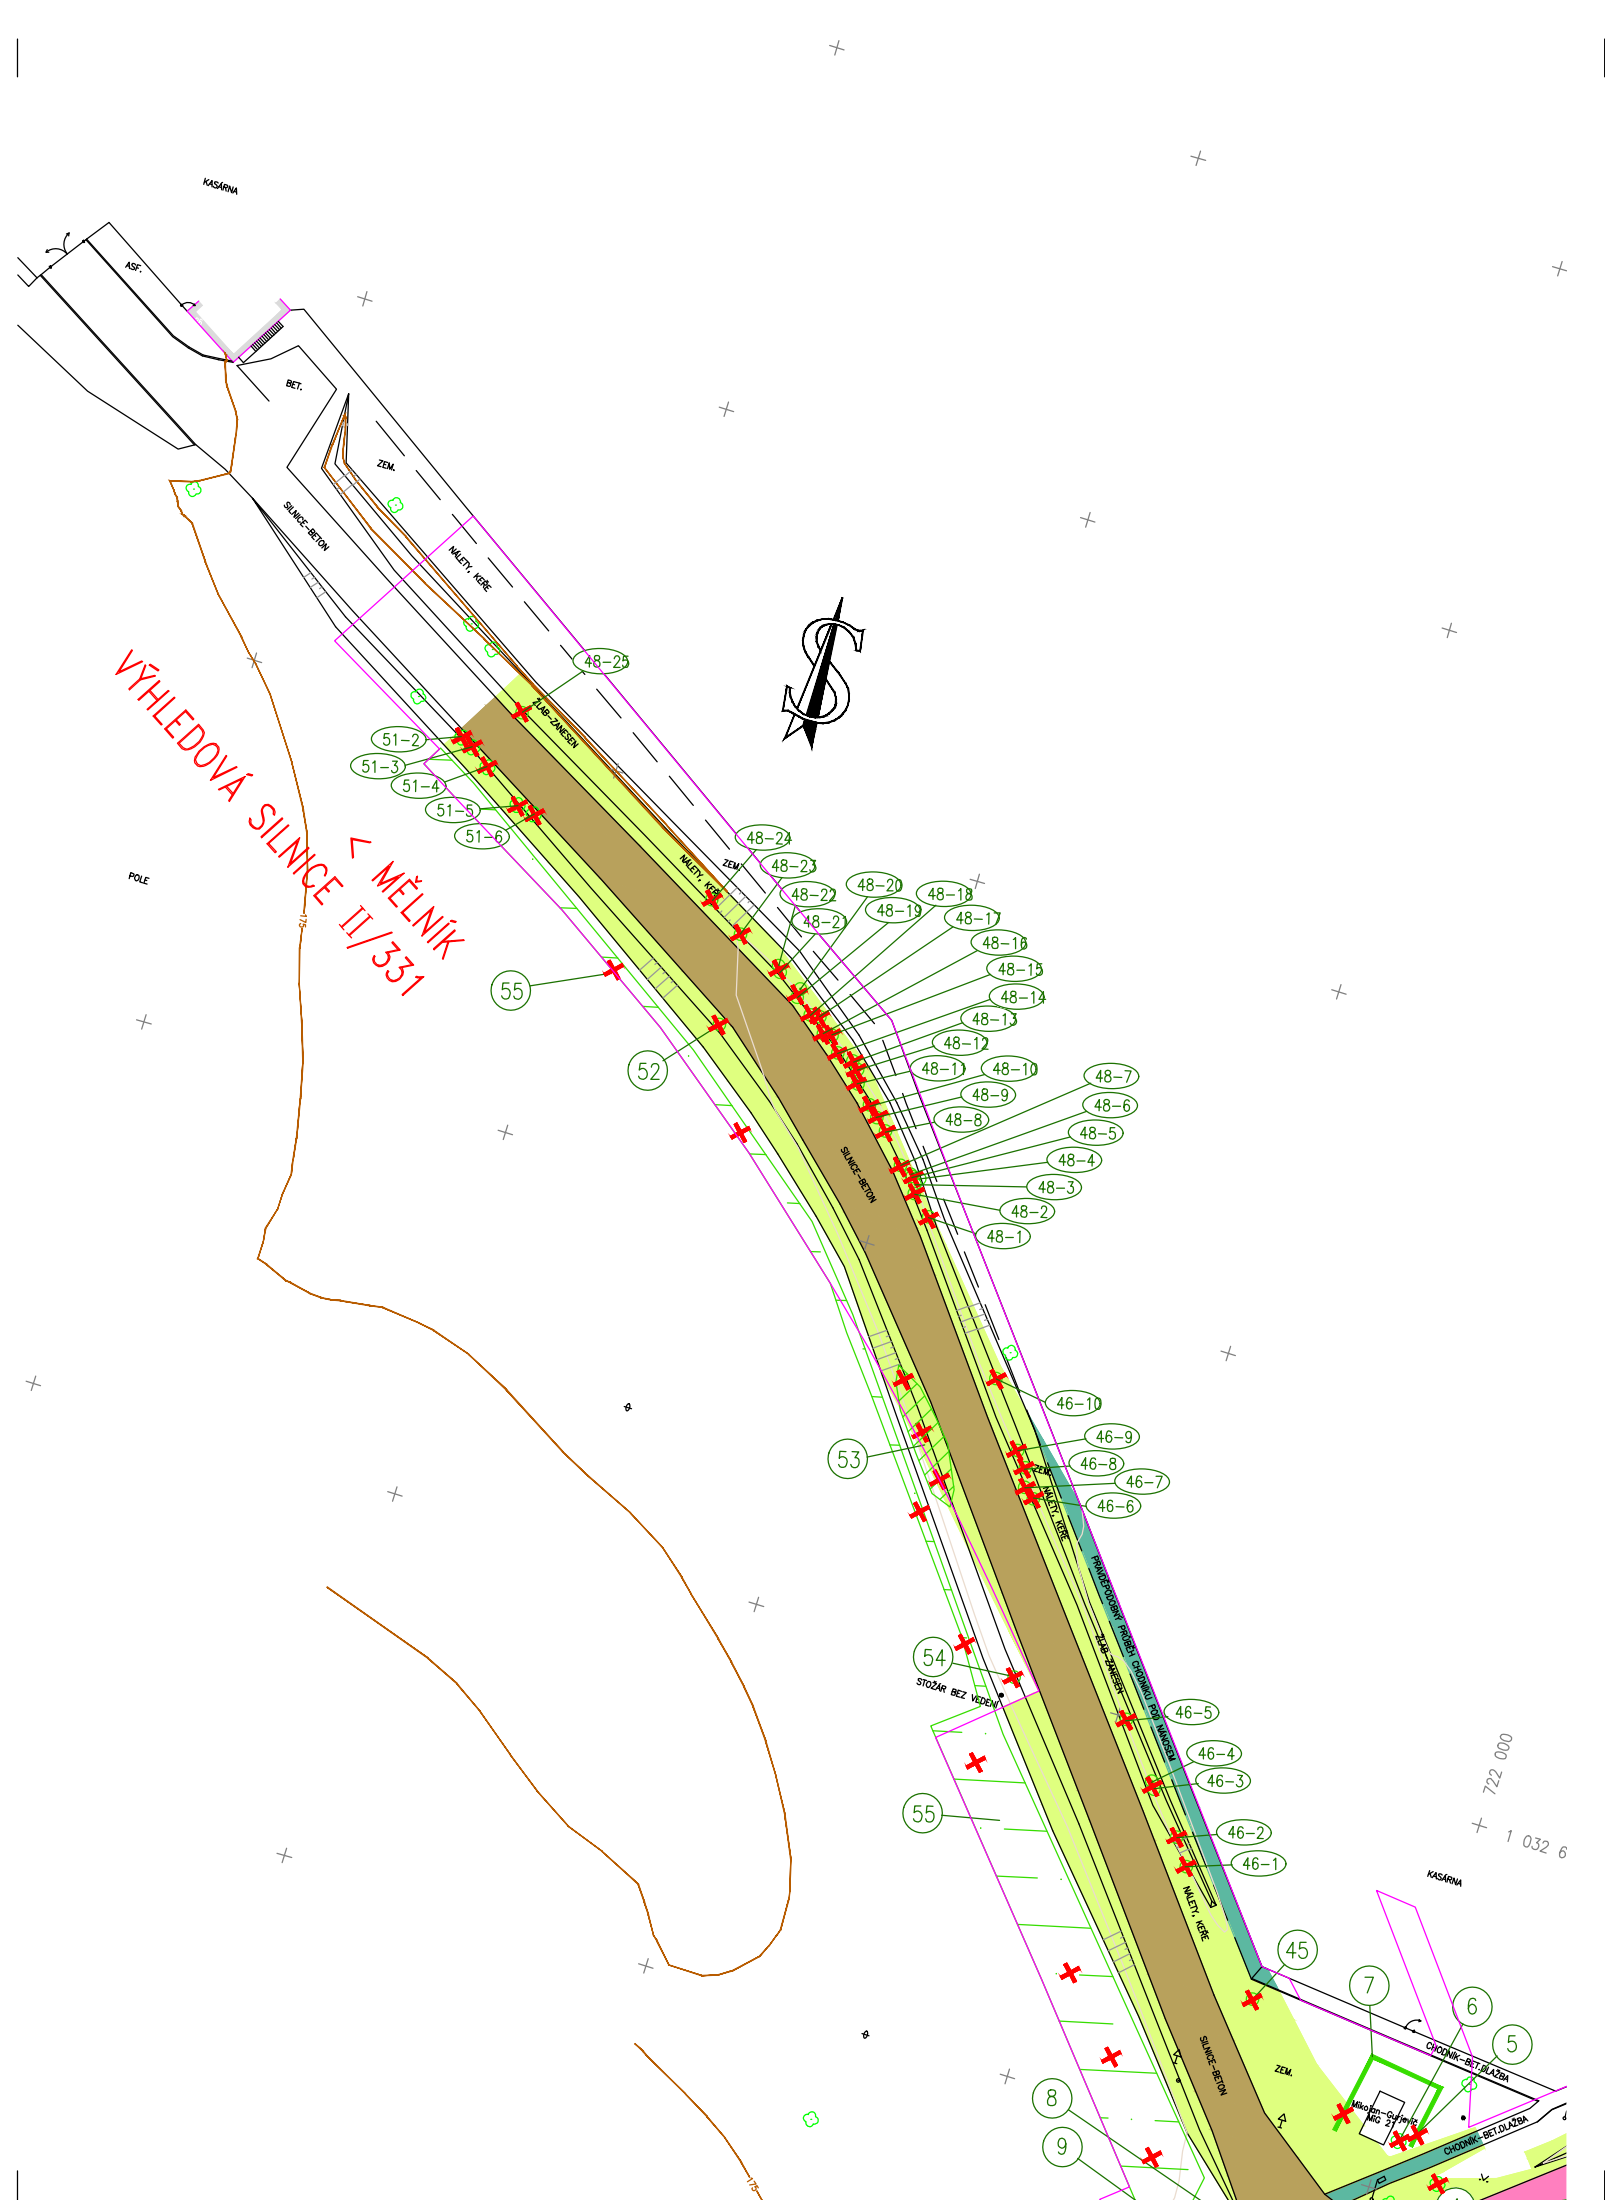 KASÁRNA
ASF.
BET.
ZEM.
SILNICE-BETON
NÁLETY, KEŘE
S
48-25
ŽLAB-ZANESEN
51-2
51-3
51-4
51-5
51-6
VÝHLEDOVÁ SILNICE II/331
< MĚLNÍK
POLE
175
48-24
ZEM.
NÁLETY, KEŘE
48-23
48-22
48-20
48-18
48-19
48-21
48-17
48-16
48-15
55
48-14
48-13
48-12
52
48-11
48-10
48-7
48-9
48-6
48-8
48-5
SILNICE-BETON
48-4
48-3
48-2
48-1
46-10
46-9
53
46-8
ZEM.
46-7
46-6
NÁLETY, KEŘE
PRAVDĚPODOBNÝ PRŮBĚH CHODNÍKU POD NÁNOSEM
ŽLAB-ZANESEN
54
STOŽÁR BEZ VEDENÍ
46-5
46-4
46-3
722 000
55
46-2
1 032 6
46-1
KASÁRNA
NÁLETY, KEŘE
45
7
6
5
SILNICE-BETON
CHODNÍK-BET.DLAŽBA
ZEM.
8
Mikojan-Gurjevič
MiG 21
CHODNÍK-BET.DLAŽBA
9
175